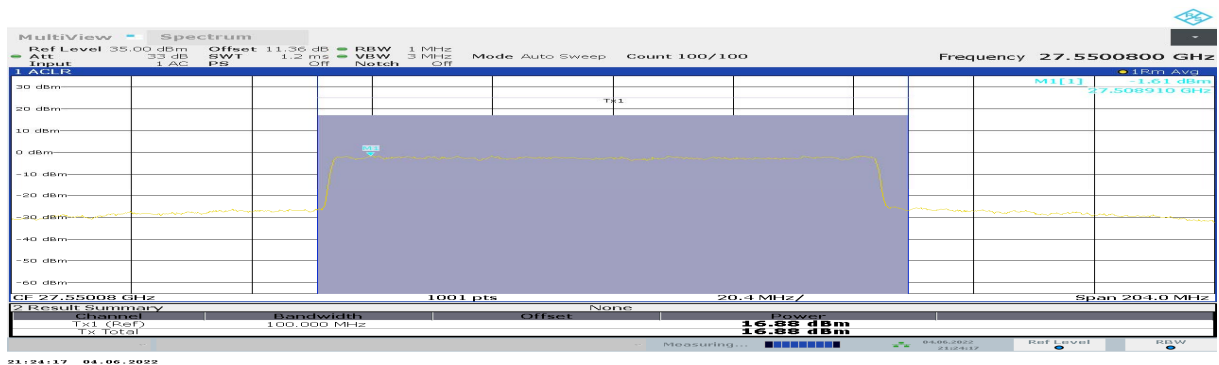 MultiView Spectrum
Ref Level 35.00 dBm Offset 11.36 dB RBW 1 MHz
Att 33 dB SWT 1.2 ms VBW 3 MHz Mode Auto Sweep Count 100/100 Frequency 27.5500800 GHz
Input 1 AC PS Off Notch Off
1 ACLR 1Rm Avg
M1[1] -1.61 dBm
30 dBm
27.508910 GHz
Tx1
20 dBm
10 dBm
M1
0 dBm
-10 dBm
-20 dBm
-30 dBm
-40 dBm
-50 dBm
-60 dBm
CF 27.55008 GHz 1001 pts 20.4 MHz/ Span 204.0 MHz
2 Result Summary None
Channel Bandwidth Offset Power
Tx1 (Ref) 100.000 MHz 16.88 dBm
Tx Total 16.88 dBm
Measuring... 04.06.2022 Ref Level RBW
21:24:17
21:24:17 04.06.2022